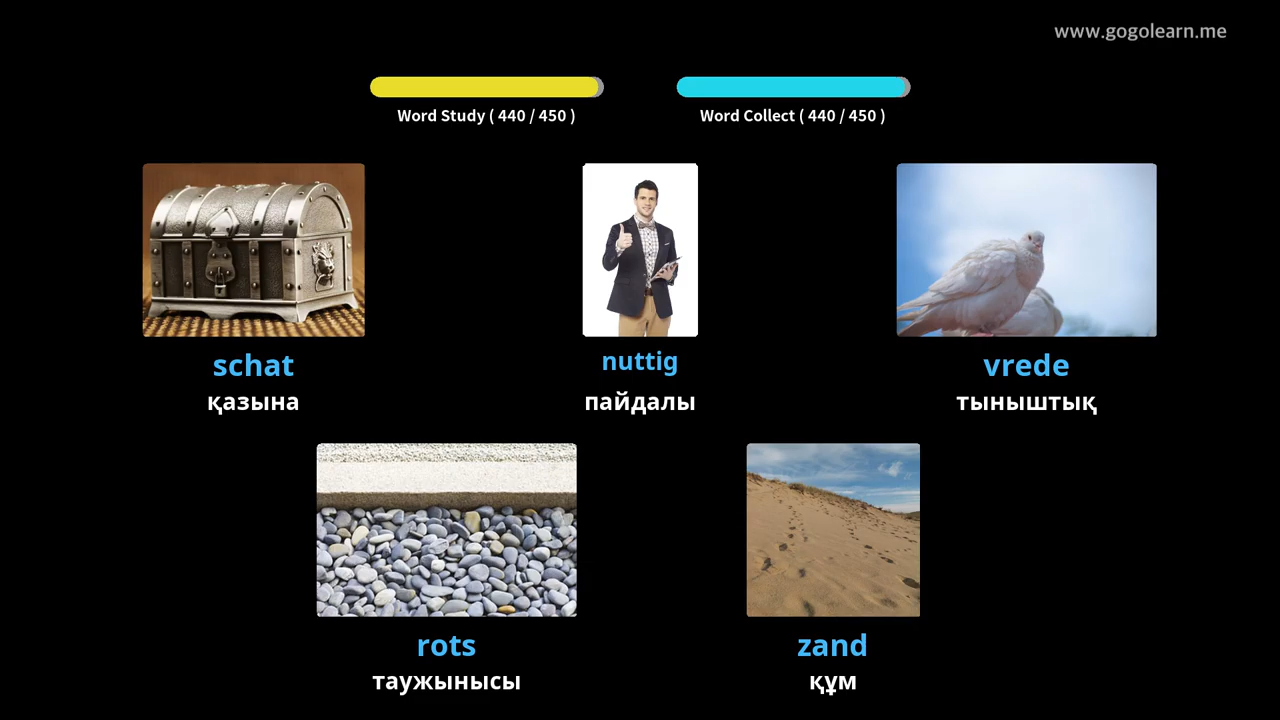 www.gogolearn.me
Word Study ( 440 / 450 )
Word Collect ( 440 / 450 )
schat
қазына
nuttig
пайдалы
vrede
тыныштық
rots
таужынысы
zand
құм